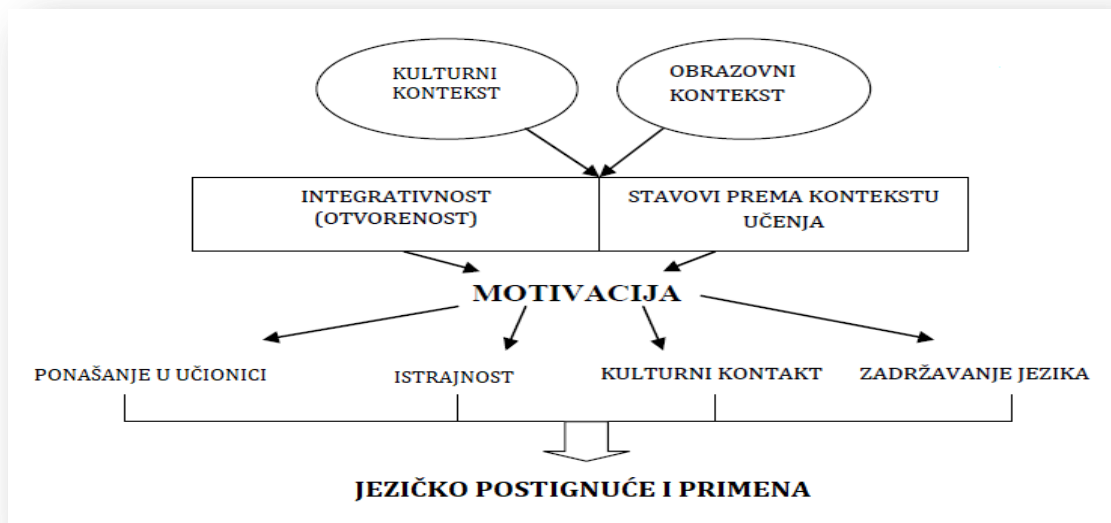 KULTURNI
KONTEKST
OBRAZOVNI
KONTEKST
INTEGRATIVNOST
(OTVORENOST)
STAVOVI PREMA KONTEKSTU
UČENJA
MOTIVACIJA
PONAŠANJE U UČIONICI
ISTRAJNOST
KULTURNI KONTAKT
ZADRŽAVANJE JEZIKA
JEZIČKO POSTIGNUĆE I PRIMENA